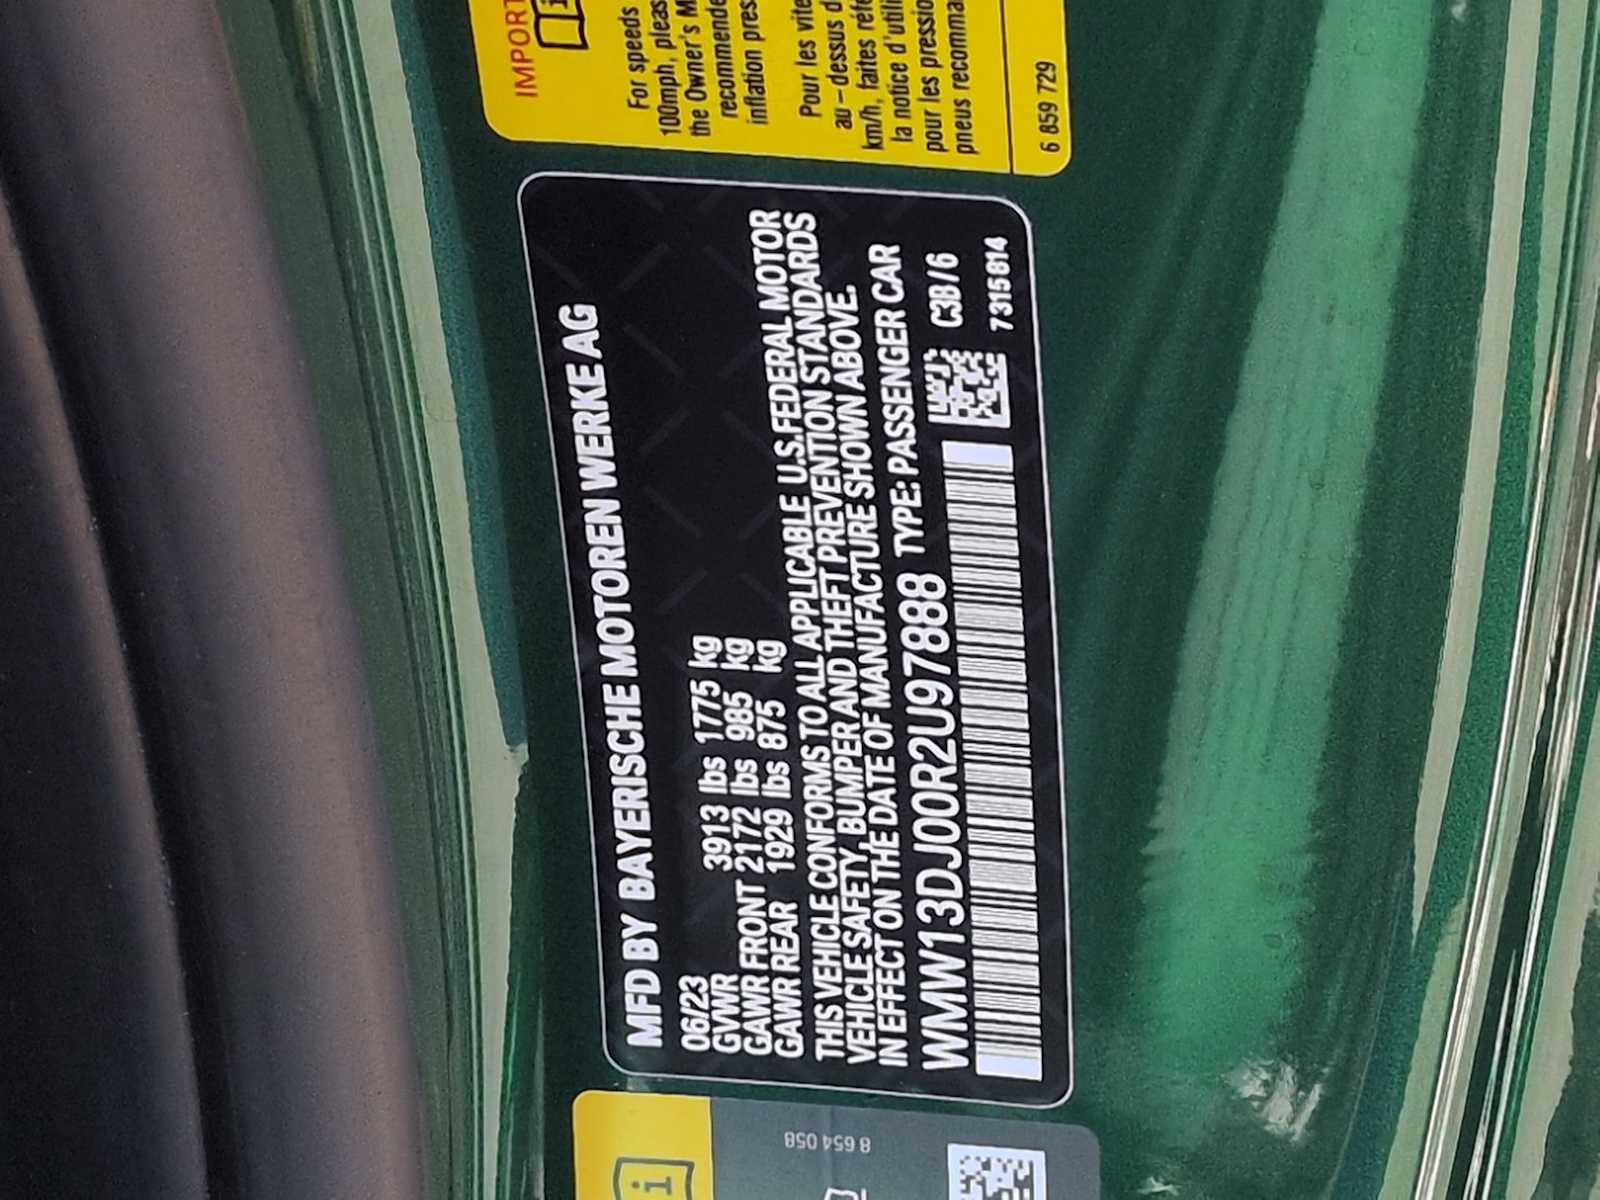 MFD BY BAYERISCHE MOTOREN WERKE AG
06/23
GVWR 3913 lbs 1775 kg
GAWR FRONT 2172 lbs 985 kg
GAWR REAR 1929 lbs 875 kg
THIS VEHICLE CONFORMS TO ALL APPLICABLE U.S. FEDERAL MOTOR
VEHICLE SAFETY, BUMPER AND THEFT PREVENTION STANDARDS
IN EFFECT ON THE DATE OF MANUFACTURE SHOWN ABOVE.
WMW13DJ00R2U97888 TYPE: PASSENGER CAR
C3B/6
7315814
IMPORT
For speeds
100mph, pleas
the Owner's M
recommende
inflation pres
Pour les vite
au-dessus d
km/h, faites réfé
la notice d'utili
pour les pressio
pneus recomma
6 859 729
8 654 058